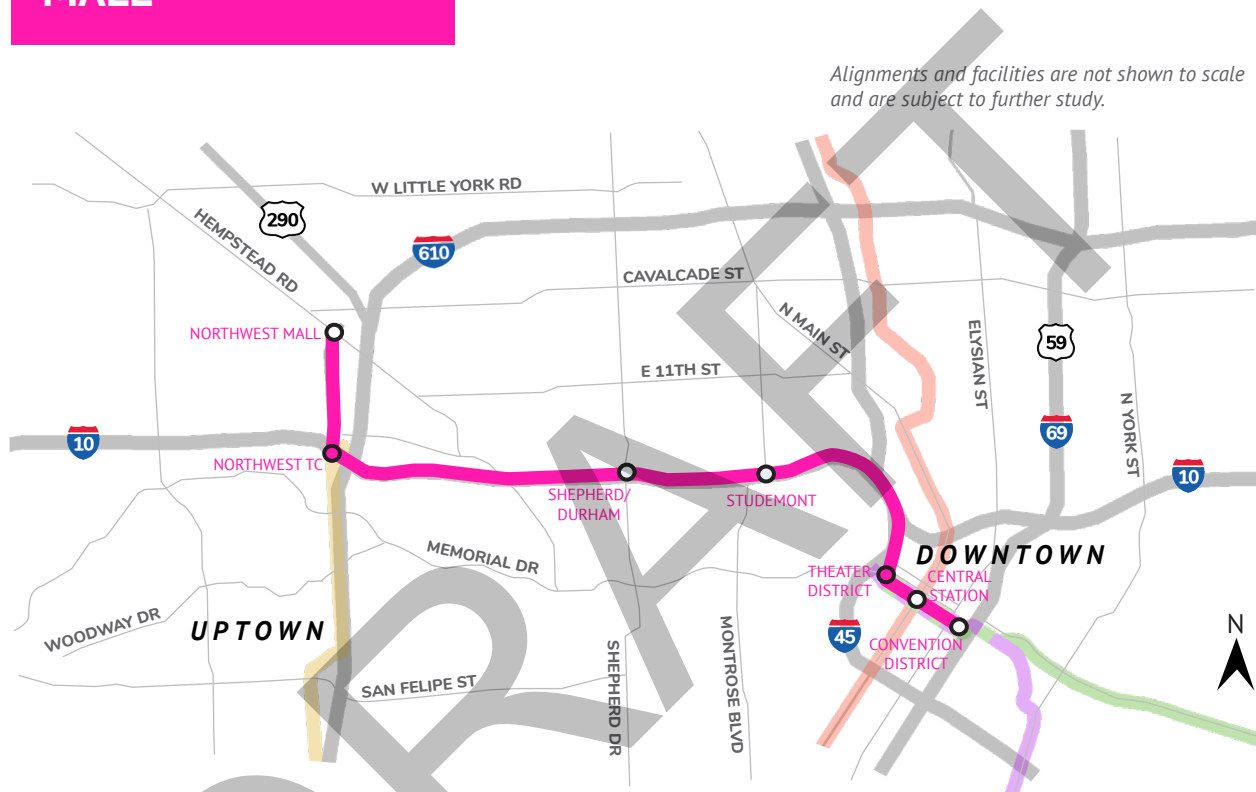 MALL
Alignments and facilities are not shown to scale
and are subject to further study.
W LITTLE YORK RD
290
HEMPSTEAD RD
610
CAVALCADE ST
NORTHWEST MALL
N MAIN ST
ELYSIAN ST
59
E 11TH ST
N YORK ST
10
69
NORTHWEST TC
10
SHEPHERD/
DURHAM
STUDEMONT
MEMORIAL DR
DOWNTOWN
THEATER
DISTRICT
CENTRAL
STATION
WOODWAY DR
UPTOWN
45
CONVENTION
DISTRICT
N
SHEPHERD DR
MONTROSE BLVD
SAN FELIPE ST
DRAFT